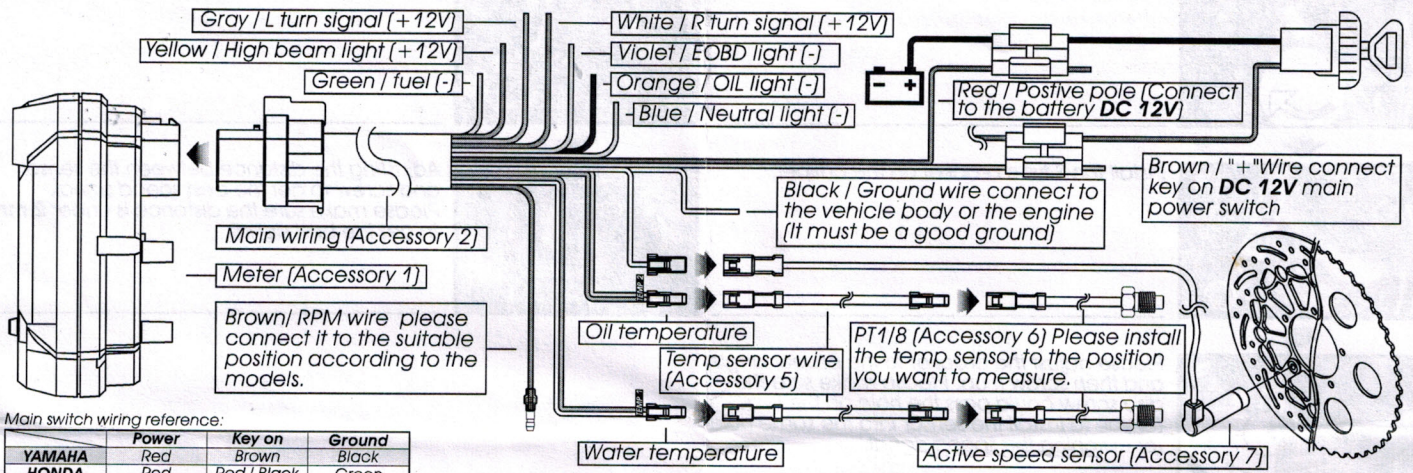 Gray / L turn signal (+12V)
White / R turn signal (+12V)
Yellow / High beam light (+12V)
Violet / EOBD light (-)
Green / fuel (-)
Orange / OIL light (-)
Blue / Neutral light (-)
- +
Red / Postive pole (Connect
to the battery DC 12V)
Brown / "+"Wire connect
key on DC 12V main
power switch
Black / Ground wire connect to
the vehicle body or the engine
(It must be a good ground)
Main wiring (Accessory 2)
Meter (Accessory 1)
Brown/ RPM wire please
connect it to the suitable
position according to the
models.
Oil temperature
Temp sensor wire
(Accessory 5)
PT1/8 (Accessory 6) Please install
the temp sensor to the position
you want to measure.
Water temperature
Active speed sensor (Accessory 7)
Main switch wiring reference:
Power Key on Ground
YAMAHA Red Brown Black
HONDA Red Red / Black Green